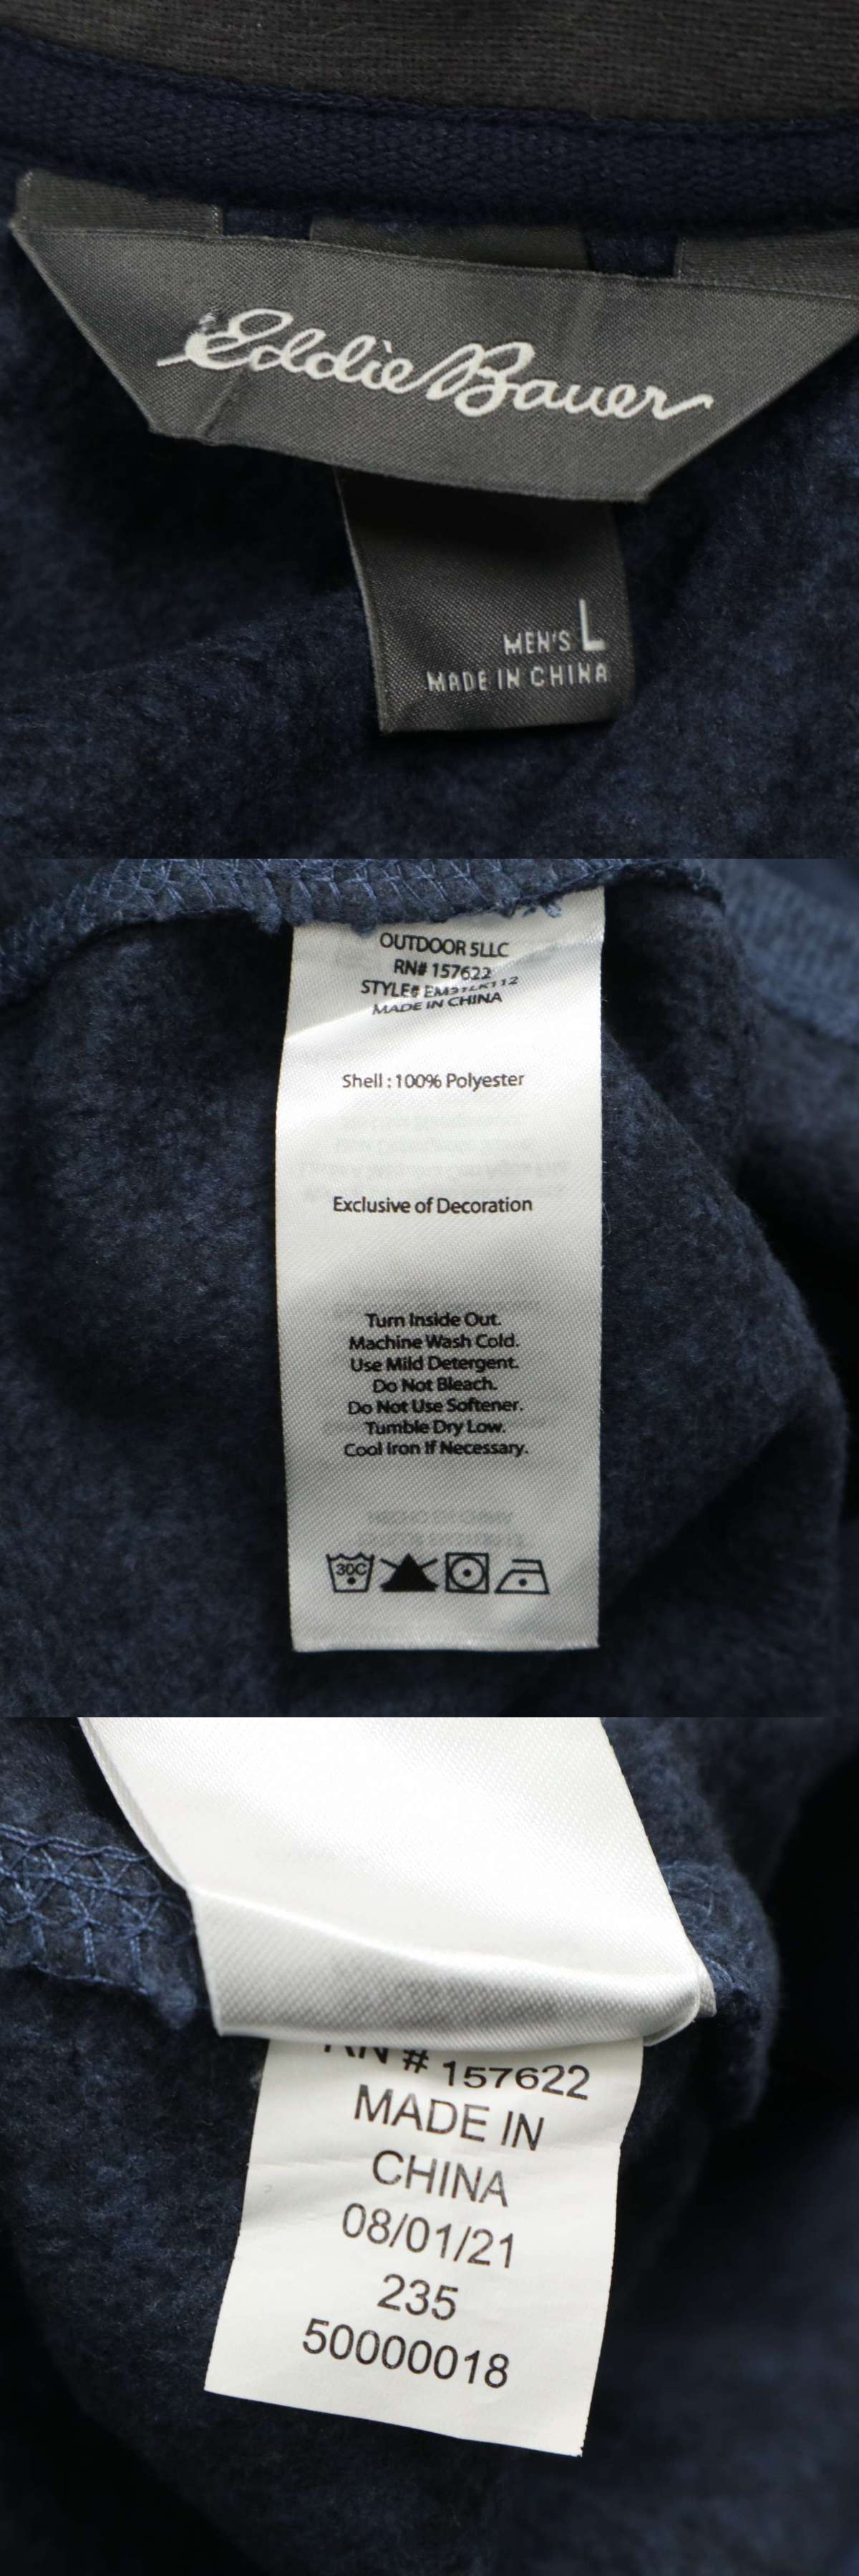 Eddie Bauer
MEN'S L
MADE IN CHINA
OUTDOOR 5LLC
RN# 157622
STYLE#
MADE IN CHINA
Shell : 100% Polyester
Exclusive of Decoration
Turn Inside Out.
Machine Wash Cold.
Use Mild Detergent.
Do Not Bleach.
Do Not Use Softener.
Tumble Dry Low.
Cool Iron If Necessary.
30C
RN # 157622
MADE IN
CHINA
08/01/21
235
50000018